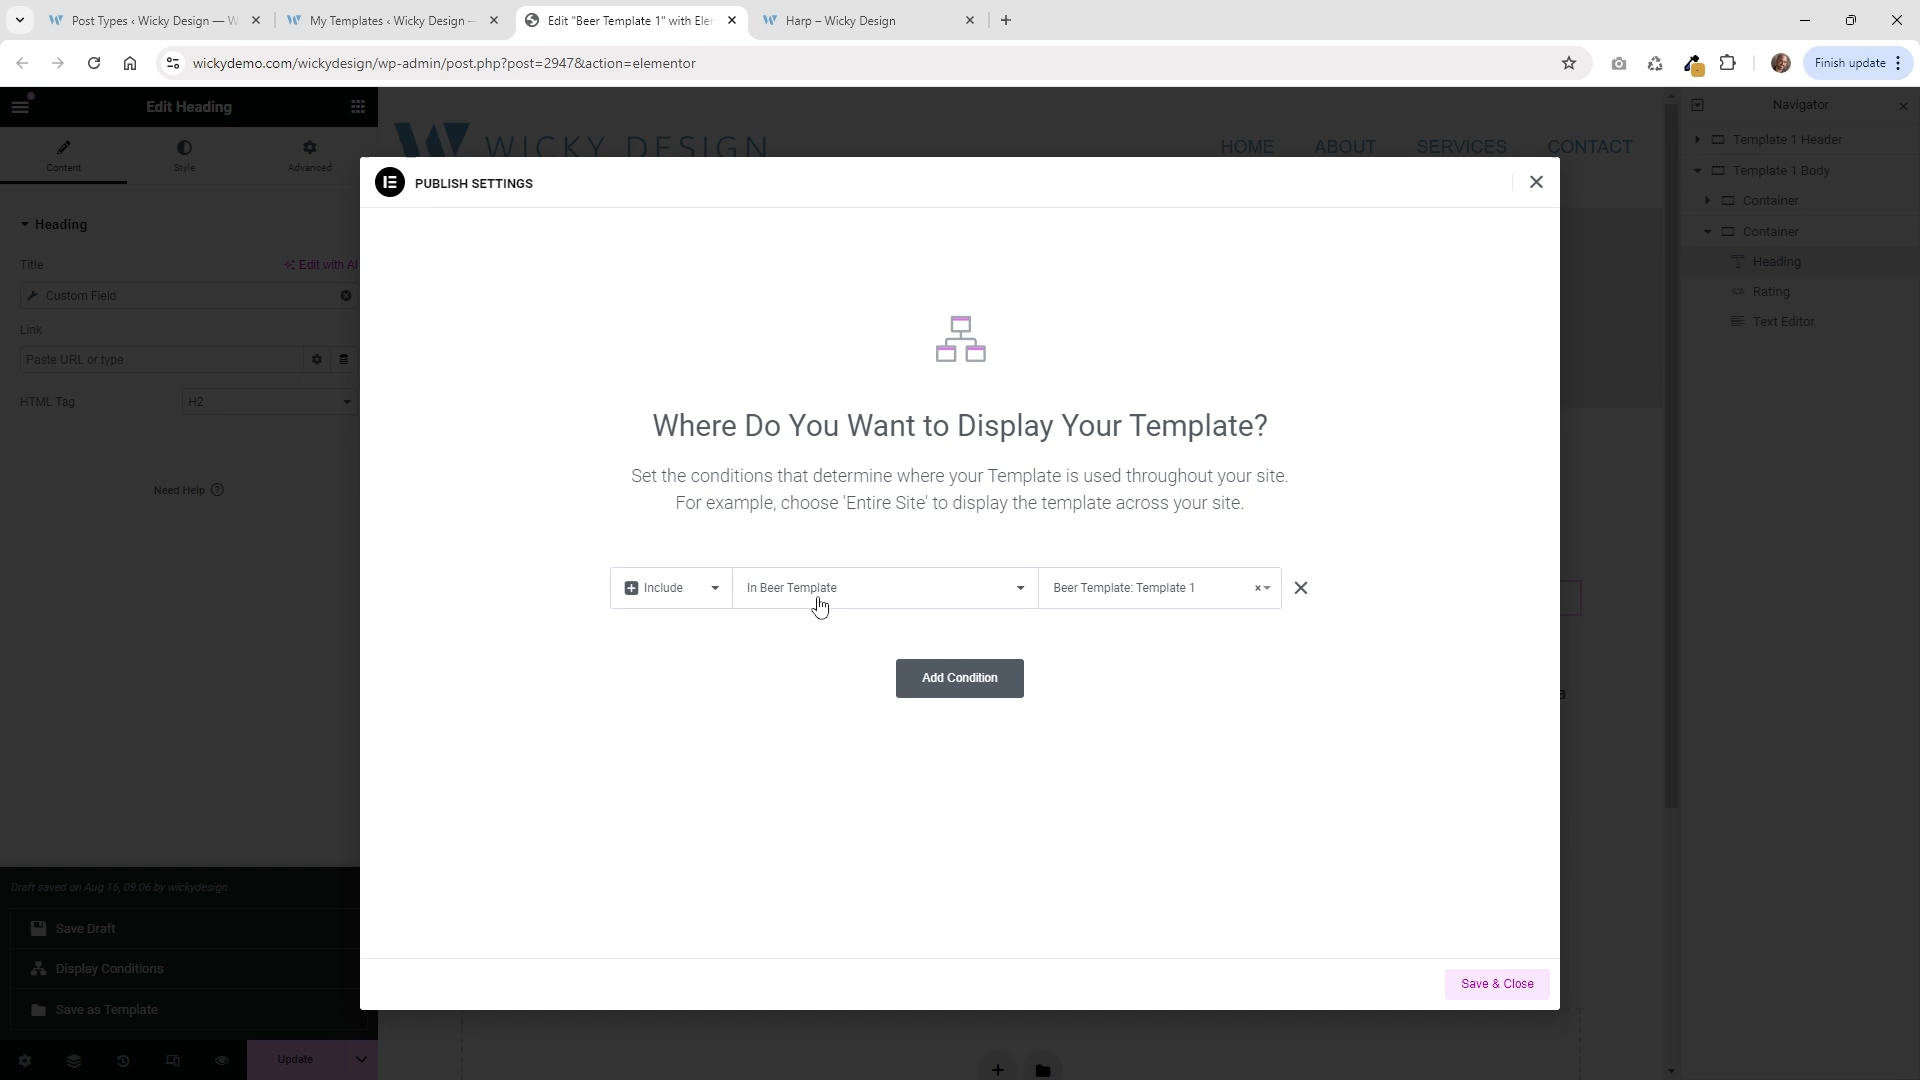 Post Types ‹ Wicky Design — W
My Templates ‹ Wicky Design —
Edit "Beer Template 1" with Ele
Harp – Wicky Design
wickydemo.com/wickydesign/wp-admin/post.php?post=2947&action=elementor
Finish update
Edit Heading
Content
Style
Advanced
Heading
Title
Edit with AI
Custom Field
Link
Paste URL or type
HTML Tag
H2
Need Help
Draft saved on Aug 16, 09:06 by wickydesign
Save Draft
Display Conditions
Save as Template
Update
WICKY DESIGN
HOME
ABOUT
SERVICES
CONTACT
PUBLISH SETTINGS
Where Do You Want to Display Your Template?
Set the conditions that determine where your Template is used throughout your site.
For example, choose 'Entire Site' to display the template across your site.
Include
In Beer Template
Beer Template: Template 1
Add Condition
Save & Close
Navigator
Template 1 Header
Template 1 Body
Container
Container
Heading
Rating
Text Editor